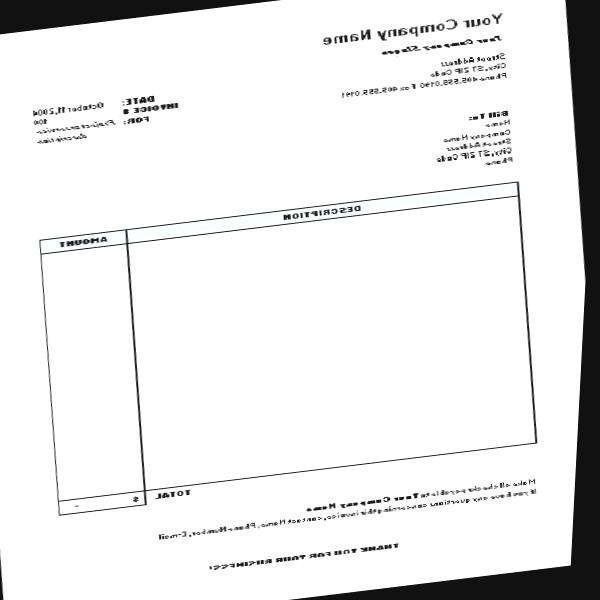 Your Company Name
Your Company Slogan
Street Address
City, ST ZIP Code
Phone 405.555.0190 Fax 405.555.0191
DATE: October 11, 2004
INVOICE # 100
FOR: Project or service description
Bill To:
Name
Company Name
Street Address
City, ST ZIP Code
Phone
DESCRIPTION AMOUNT
TOTAL $ -
Make all checks payable to Your Company Name
If you have any questions concerning this invoice, contact Name, Phone Number, E-mail
THANK YOU FOR YOUR BUSINESS!